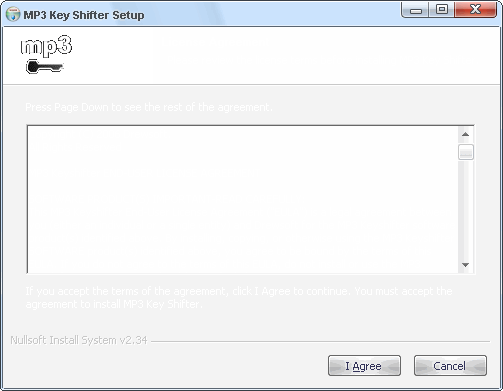 MP3 Key Shifter Setup
mp3
Press Page Down to see the rest of the agreement.
If you accept the terms of the agreement, click I Agree to continue. You must accept the
agreement to install MP3 Key Shifter.
Nullsoft Install System v2.34
I Agree
Cancel